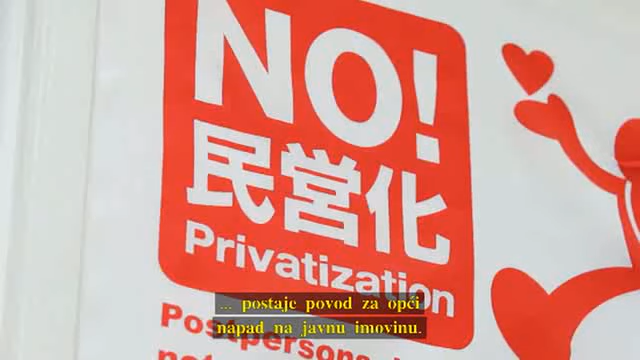 NO!
民営化
Privatization
... postaje povod za opći
napad na javnu imovinu.